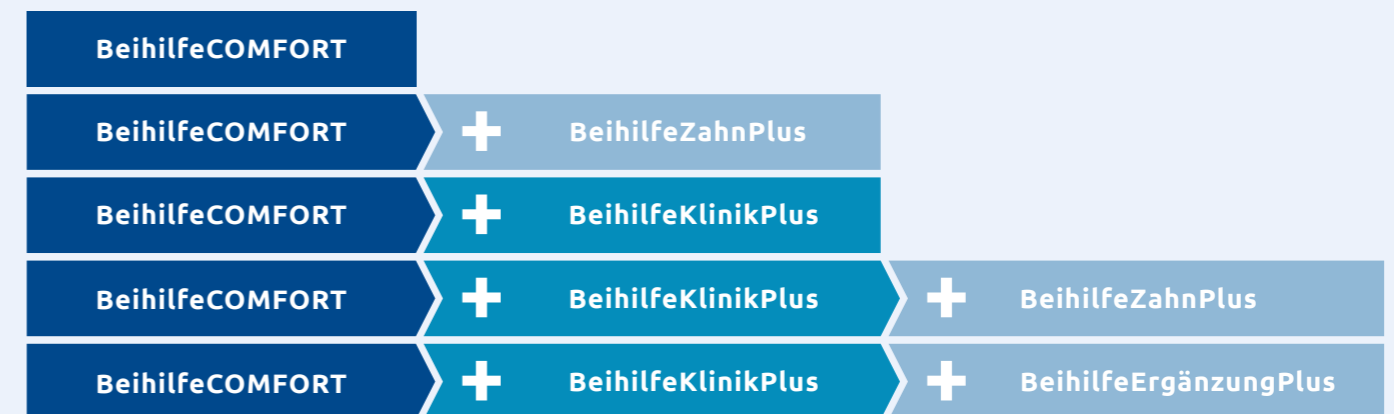 BeihilfeCOMFORT
BeihilfeCOMFORT + BeihilfeZahnPlus
BeihilfeCOMFORT + BeihilfeKlinikPlus
BeihilfeCOMFORT + BeihilfeKlinikPlus + BeihilfeZahnPlus
BeihilfeCOMFORT + BeihilfeKlinikPlus + BeihilfeErgänzungPlus